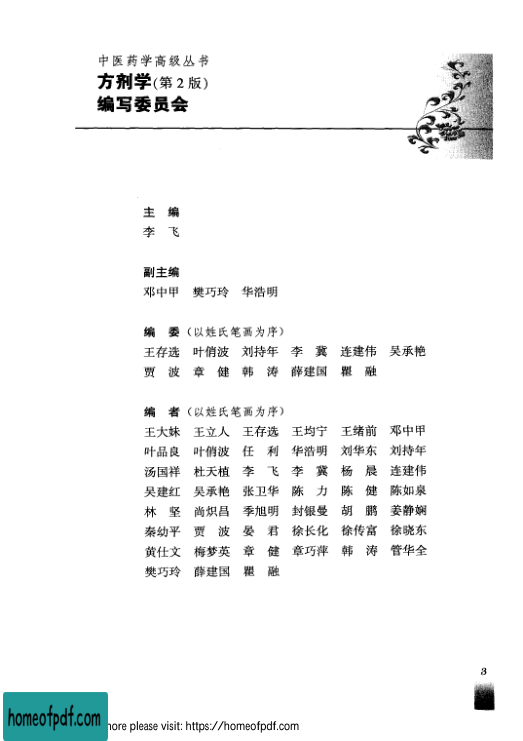 中医药学高级丛书
方剂学(第2版)
编写委员会
主 编
李 飞
副主编
邓中甲 樊巧玲 华浩明
编 委(以姓氏笔画为序)
王存选 叶俏波 刘持年 李 冀 连建伟 吴承艳
贾 波 章 健 韩 涛 薛建国 瞿 融
编 者(以姓氏笔画为序)
王大妹 王立人 王存选 王均宁 王绪前 邓中甲
叶品良 叶俏波 任 利 华浩明 刘华东 刘持年
汤国祥 杜天植 李 飞 李 冀 杨 晨 连建伟
吴建红 吴承艳 张卫华 陈 力 陈 健 陈如泉
林 坚 尚炽昌 季旭明 封银曼 胡 鹏 姜静娴
秦幼平 贾 波 晏 君 徐长化 徐传富 徐晓东
黄仕文 梅梦英 章 健 章巧萍 韩 涛 管华全
樊巧玲 薛建国 瞿 融
3
homeofpdf.com
more please visit: https://homeofpdf.com